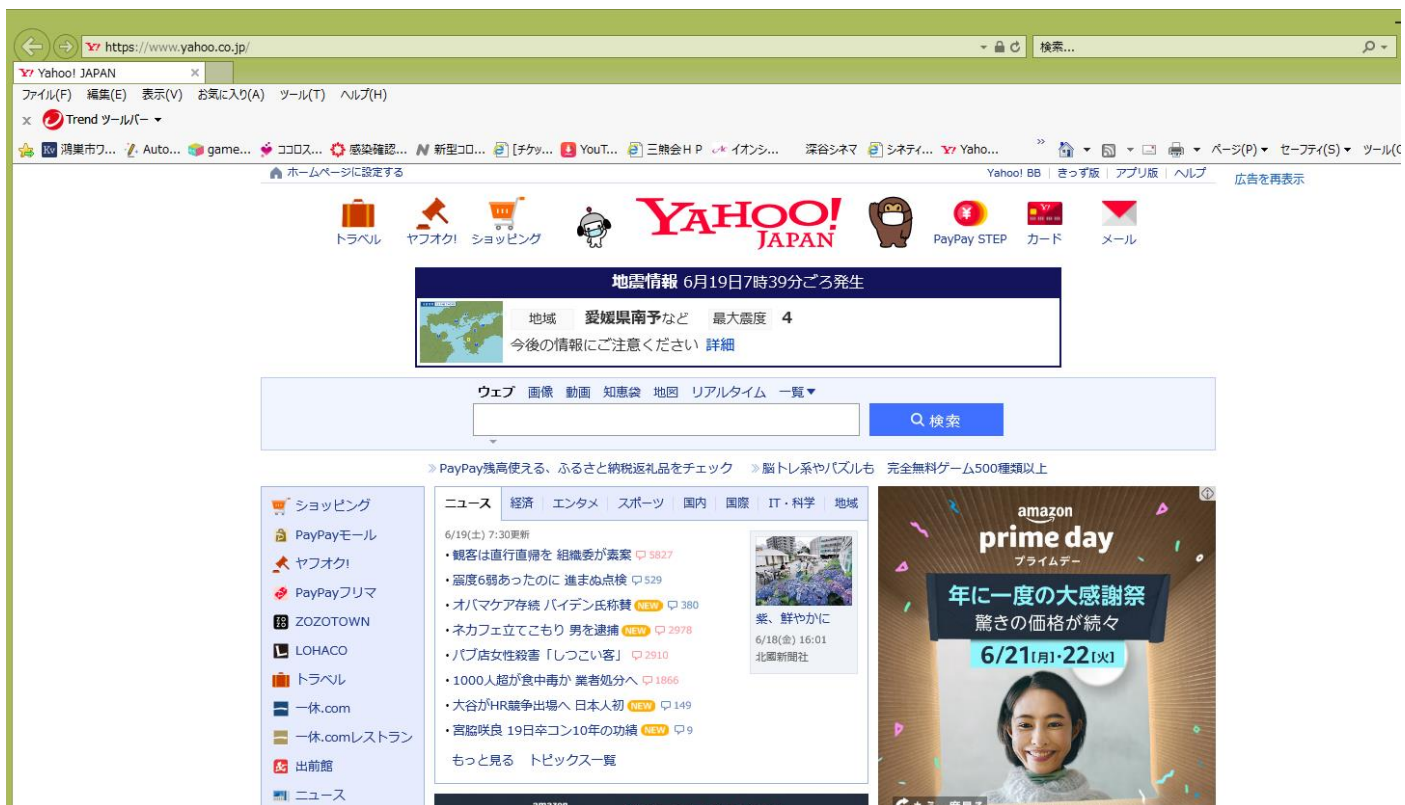 https://www.yahoo.co.jp/
検索...
Yahoo! JAPAN
ファイル(F) 編集(E) 表示(V) お気に入り(A) ツール(T) ヘルプ(H)
x Trend ツールバー
鴻巣市ワ... Auto... game... ココロス... 感染確認... 新型コロ... [チケッ... YouT... 三熊会ＨＰ イオンシ... 深谷シネマ シネティ... Yaho... ページ(P) セーフティ(S)
ホームページに設定する
Yahoo! BB きっず版 アプリ版 ヘルプ
広告を再表示
トラベル ヤフオク! ショッピング YAHOO! JAPAN PayPay STEP カード メール
地震情報 6月19日7時39分ごろ発生
地域 愛媛県南予など 最大震度 4
今後の情報にご注意ください 詳細
ウェブ 画像 動画 知恵袋 地図 リアルタイム 一覧▼
検索
PayPay残高使える、ふるさと納税返礼品をチェック
脳トレ系やパズルも 完全無料ゲーム500種類以上
ショッピング
PayPayモール
ヤフオク!
PayPayフリマ
ZOZOTOWN
LOHACO
トラベル
一休.com
一休.comレストラン
出前館
ニュース
ニュース 経済 エンタメ スポーツ 国内 国際 IT・科学 地域
6/19(土) 7:30更新
・観客は直行直帰を 組織委が素案 5827
・震度6弱あったのに 進まぬ点検 529
・オバマケア存続 バイデン氏称賛 NEW 380
・ネカフェ立てこもり 男を逮捕 NEW 2978
・パブ店女性殺害「しつこい客」 2910
・1000人超が食中毒か 業者処分へ 1866
・大谷がHR競争出場へ 日本人初 NEW 149
・宮脇咲良 19日卒コン10年の功績 NEW 9
もっと見る トピックス一覧
紫、鮮やかに
6/18(金) 16:01
北國新聞社
amazon
prime day
プライムデー
年に一度の大感謝祭
驚きの価格が続々
6/21[月]・22[火]
amazon